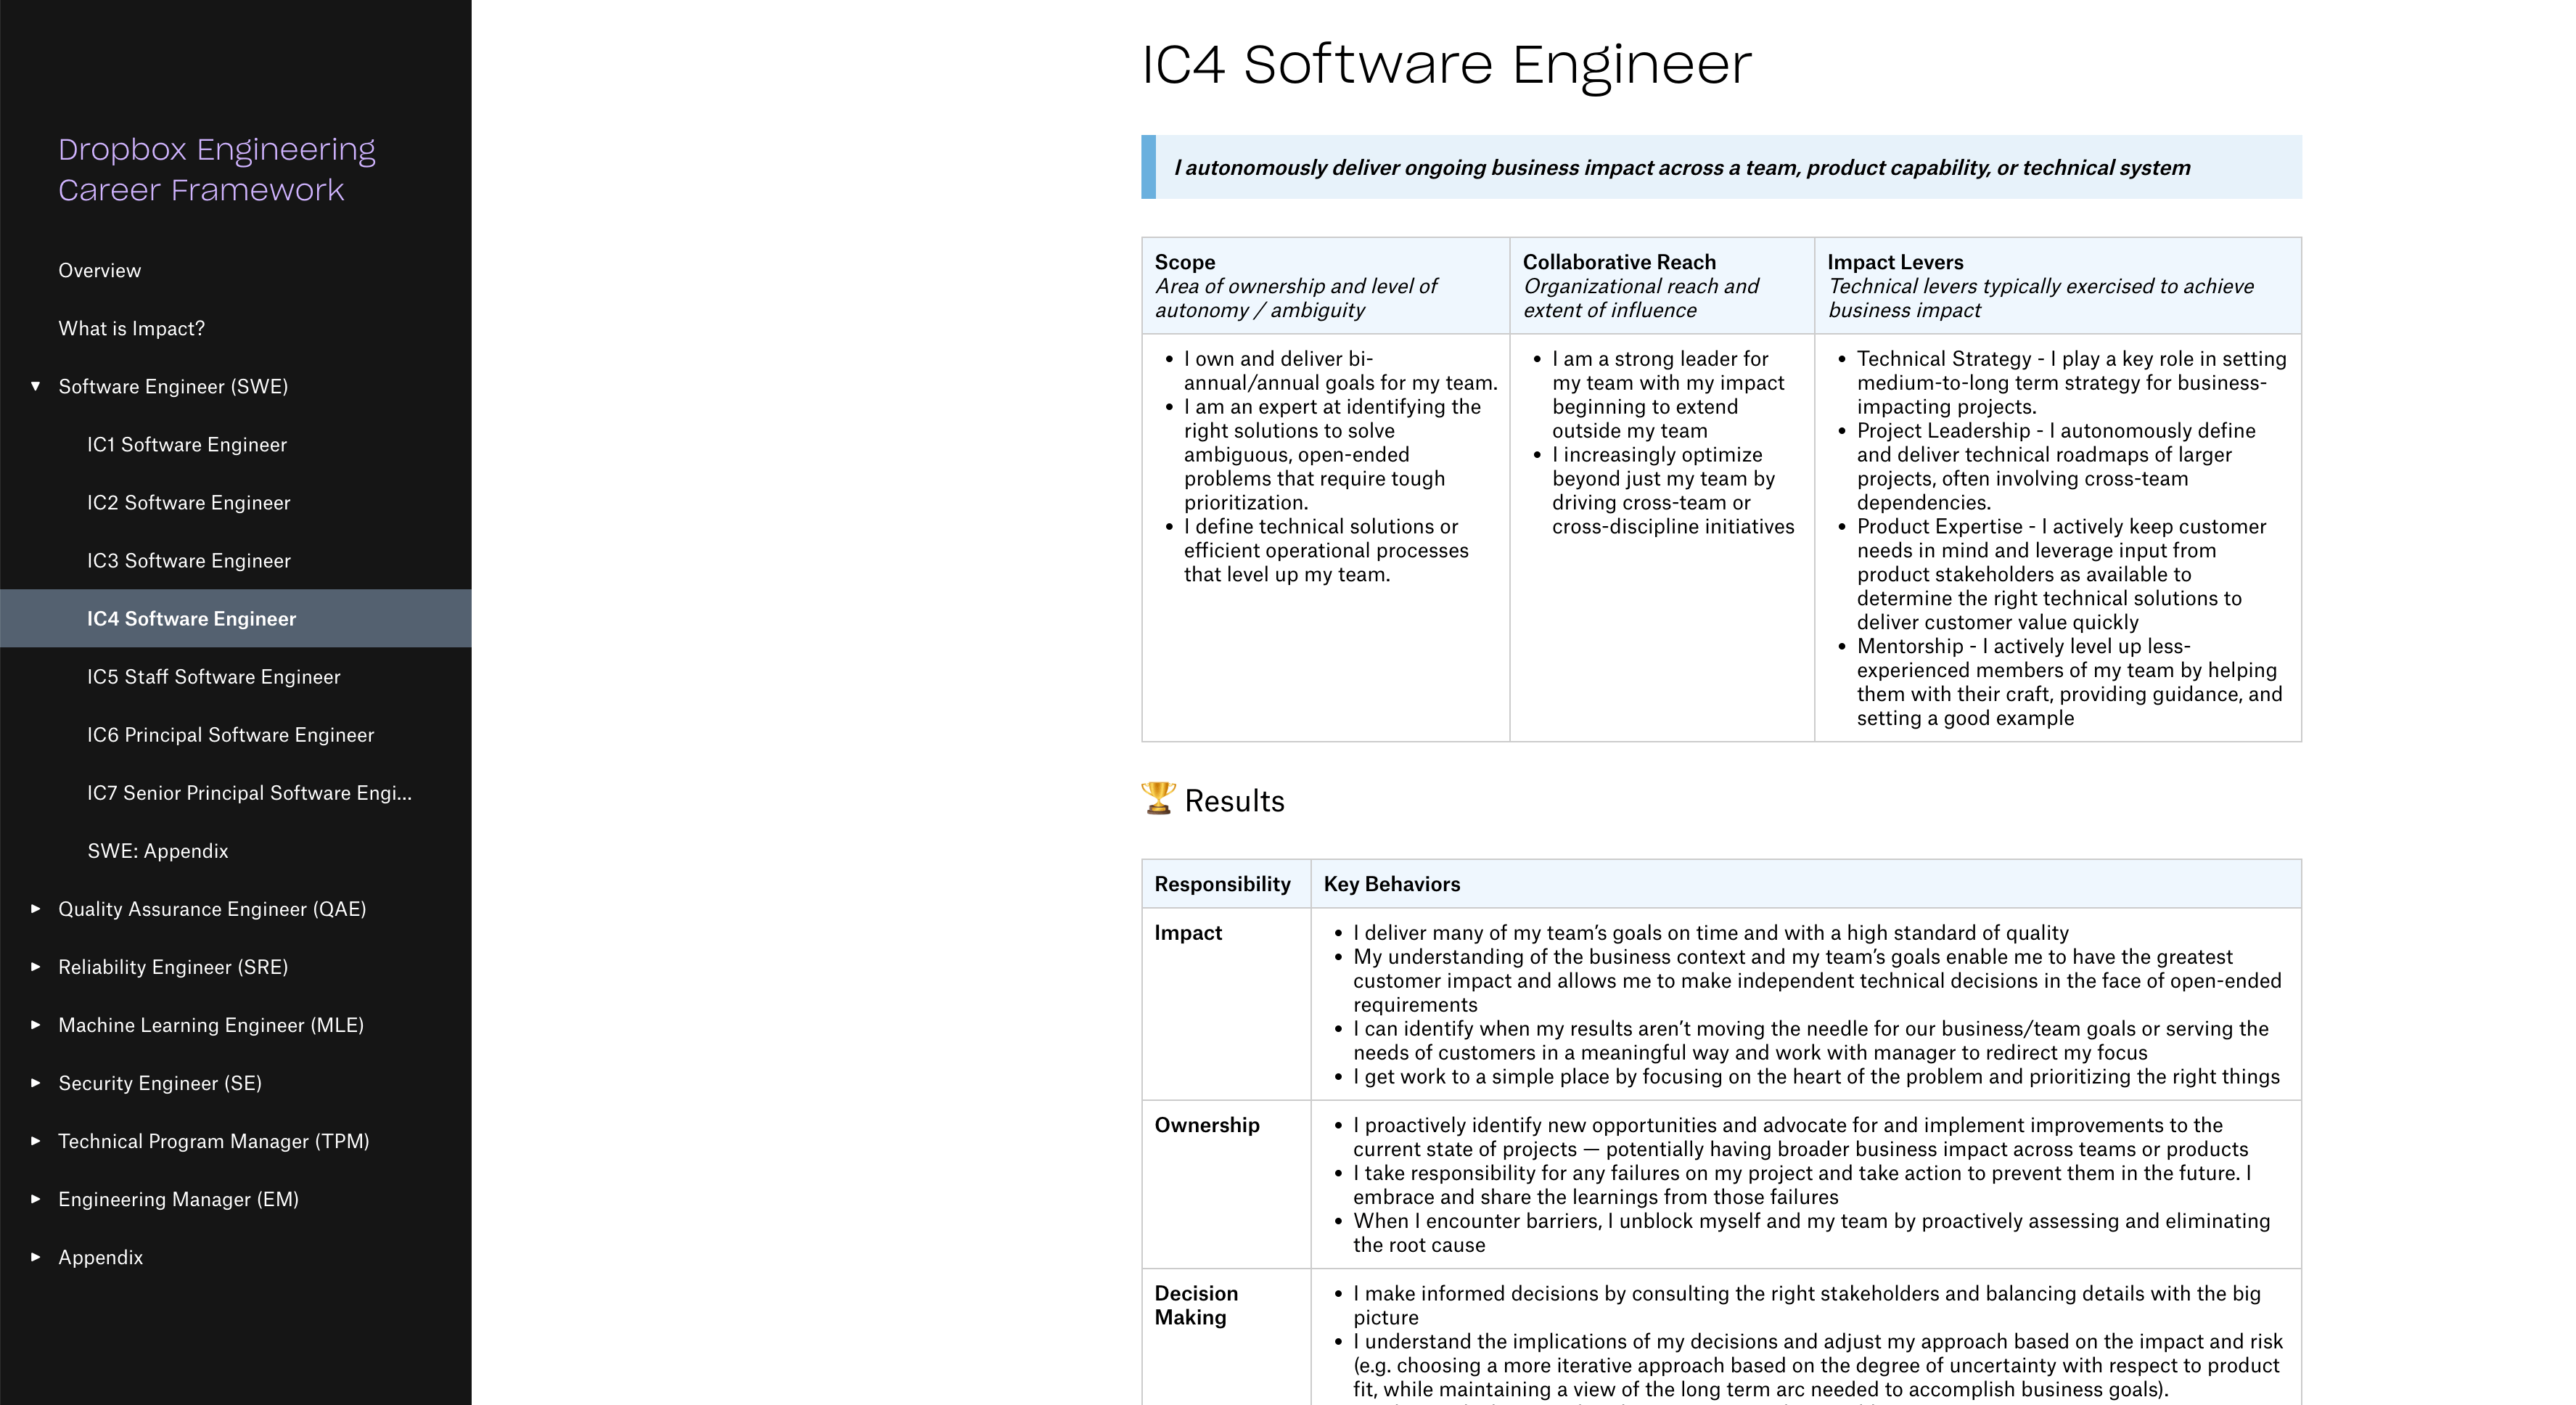 Dropbox Engineering
Career Framework
Overview
What is Impact?
▼ Software Engineer (SWE)
IC1 Software Engineer
IC2 Software Engineer
IC3 Software Engineer
IC4 Software Engineer
IC5 Staff Software Engineer
IC6 Principal Software Engineer
IC7 Senior Principal Software Engi...
SWE: Appendix
► Quality Assurance Engineer (QAE)
► Reliability Engineer (SRE)
► Machine Learning Engineer (MLE)
► Security Engineer (SE)
► Technical Program Manager (TPM)
► Engineering Manager (EM)
► Appendix
IC4 Software Engineer
I autonomously deliver ongoing business impact across a team, product capability, or technical system
Scope
Area of ownership and level of
autonomy / ambiguity
Collaborative Reach
Organizational reach and
extent of influence
Impact Levers
Technical levers typically exercised to achieve
business impact
• I own and deliver bi-
annual/annual goals for my team.
• I am an expert at identifying the
right solutions to solve
ambiguous, open-ended
problems that require tough
prioritization.
• I define technical solutions or
efficient operational processes
that level up my team.
• I am a strong leader for
my team with my impact
beginning to extend
outside my team
• I increasingly optimize
beyond just my team by
driving cross-team or
cross-discipline initiatives
• Technical Strategy - I play a key role in setting
medium-to-long term strategy for business-
impacting projects.
• Project Leadership - I autonomously define
and deliver technical roadmaps of larger
projects, often involving cross-team
dependencies.
• Product Expertise - I actively keep customer
needs in mind and leverage input from
product stakeholders as available to
determine the right technical solutions to
deliver customer value quickly
• Mentorship - I actively level up less-
experienced members of my team by helping
them with their craft, providing guidance, and
setting a good example
🏆 Results
Responsibility
Key Behaviors
Impact
• I deliver many of my team’s goals on time and with a high standard of quality
• My understanding of the business context and my team’s goals enable me to have the greatest
customer impact and allows me to make independent technical decisions in the face of open-ended
requirements
• I can identify when my results aren’t moving the needle for our business/team goals or serving the
needs of customers in a meaningful way and work with manager to redirect my focus
• I get work to a simple place by focusing on the heart of the problem and prioritizing the right things
Ownership
• I proactively identify new opportunities and advocate for and implement improvements to the
current state of projects — potentially having broader business impact across teams or products
• I take responsibility for any failures on my project and take action to prevent them in the future. I
embrace and share the learnings from those failures
• When I encounter barriers, I unblock myself and my team by proactively assessing and eliminating
the root cause
Decision
Making
• I make informed decisions by consulting the right stakeholders and balancing details with the big
picture
• I understand the implications of my decisions and adjust my approach based on the impact and risk
(e.g. choosing a more iterative approach based on the degree of uncertainty with respect to product
fit, while maintaining a view of the long term arc needed to accomplish business goals).